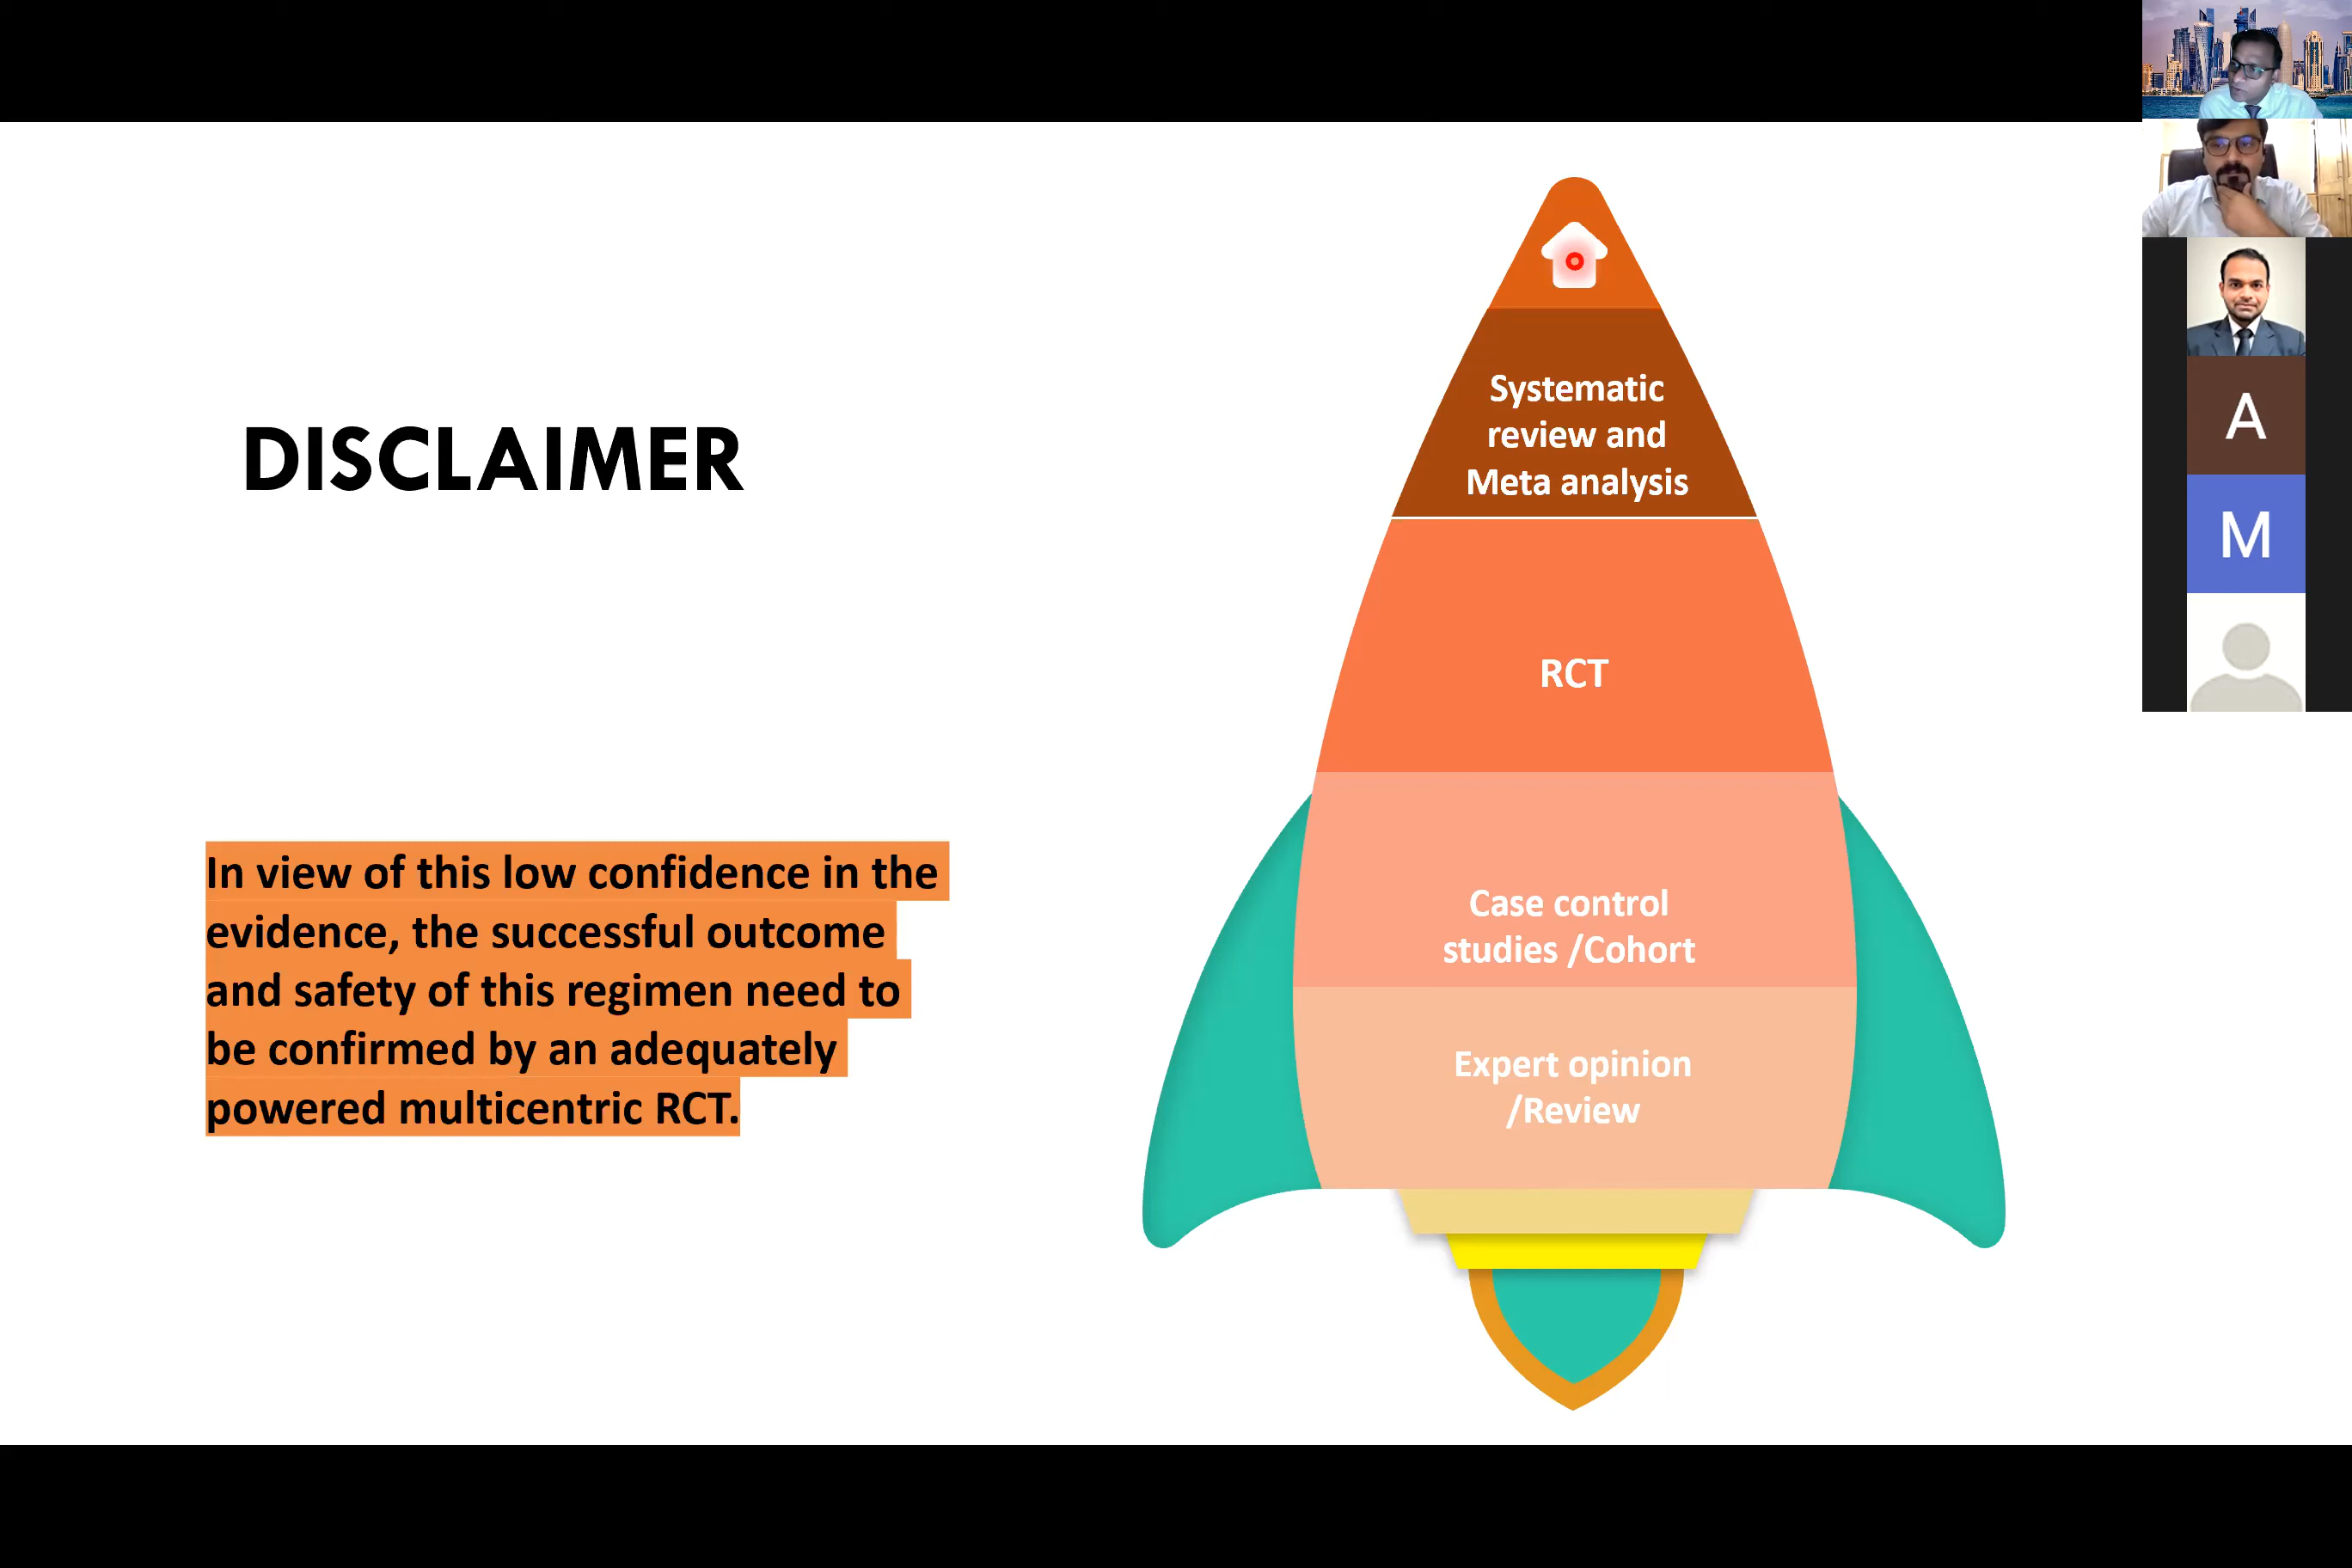 DISCLAIMER
In view of this low confidence in the
evidence, the successful outcome
and safety of this regimen need to
be confirmed by an adequately
powered multicentric RCT.
Systematic
review and
Meta analysis
RCT
Case control
studies /Cohort
Expert opinion
/Review
A
M